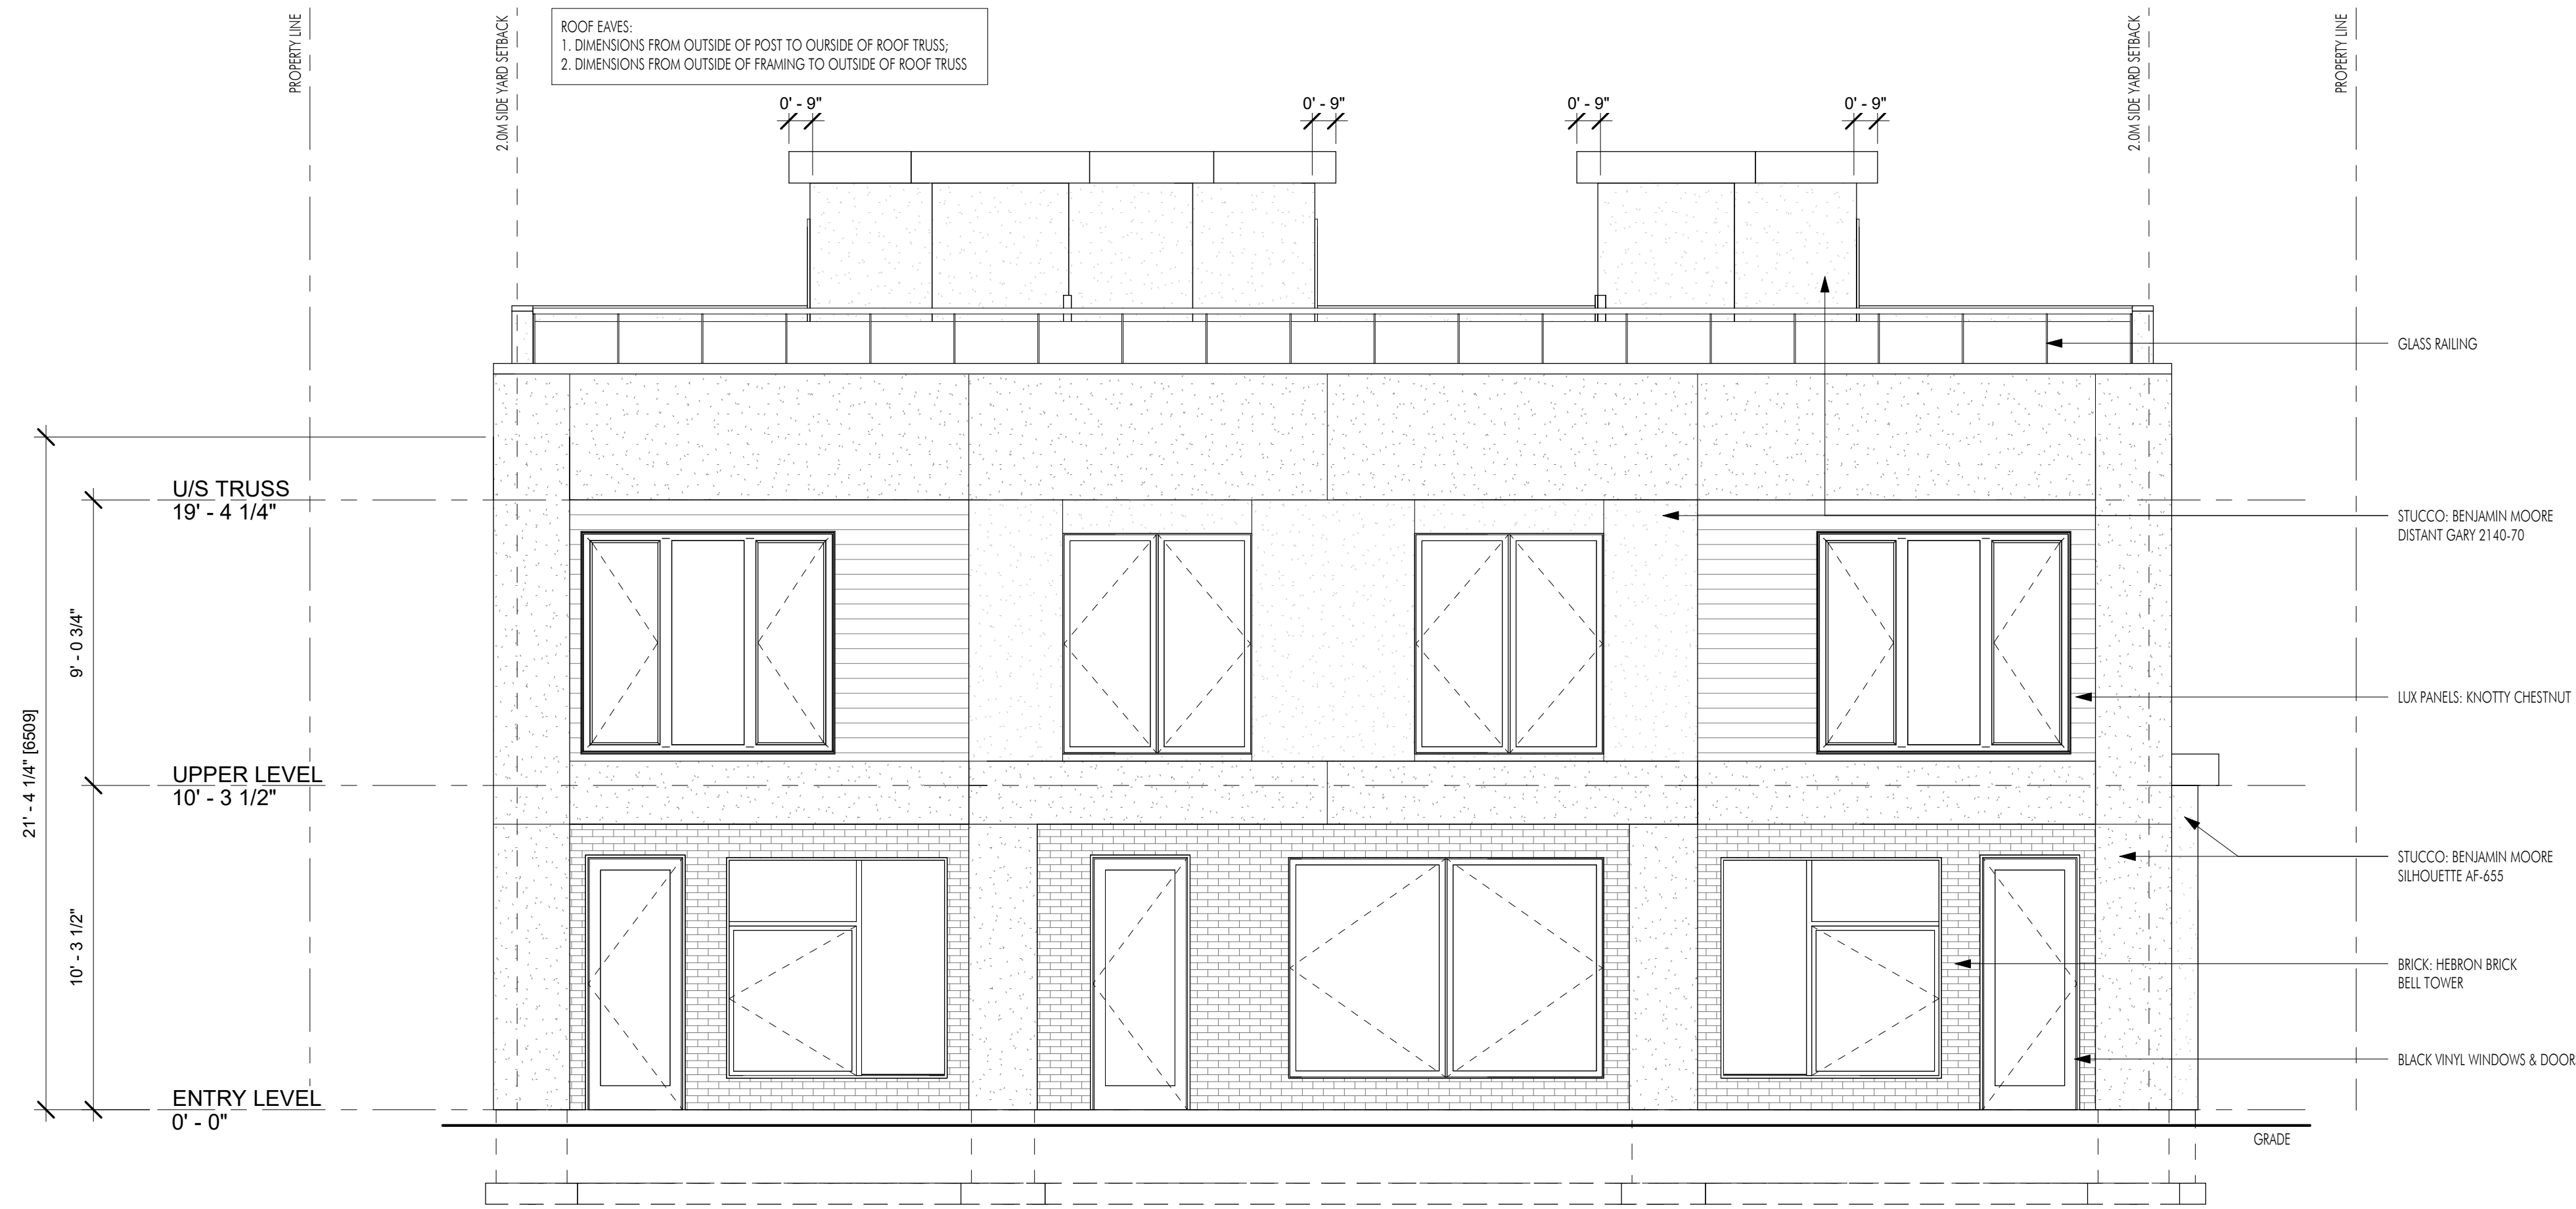 PROPERTY LINE
2.0M SIDE YARD SETBACK
ROOF EAVES:
1. DIMENSIONS FROM OUTSIDE OF POST TO OURSIDE OF ROOF TRUSS;
2. DIMENSIONS FROM OUTSIDE OF FRAMING TO OUTSIDE OF ROOF TRUSS
2.0M SIDE YARD SETBACK
PROPERTY LINE
0' - 9"
0' - 9"
0' - 9"
0' - 9"
GLASS RAILING
U/S TRUSS
19' - 4 1/4"
STUCCO: BENJAMIN MOORE
DISTANT GARY 2140-70
9' - 0 3/4"
LUX PANELS: KNOTTY CHESTNUT
21' - 4 1/4" [6509]
UPPER LEVEL
10' - 3 1/2"
STUCCO: BENJAMIN MOORE
SILHOUETTE AF-655
10' - 3 1/2"
BRICK: HEBRON BRICK
BELL TOWER
BLACK VINYL WINDOWS & DOOR
ENTRY LEVEL
0' - 0"
GRADE